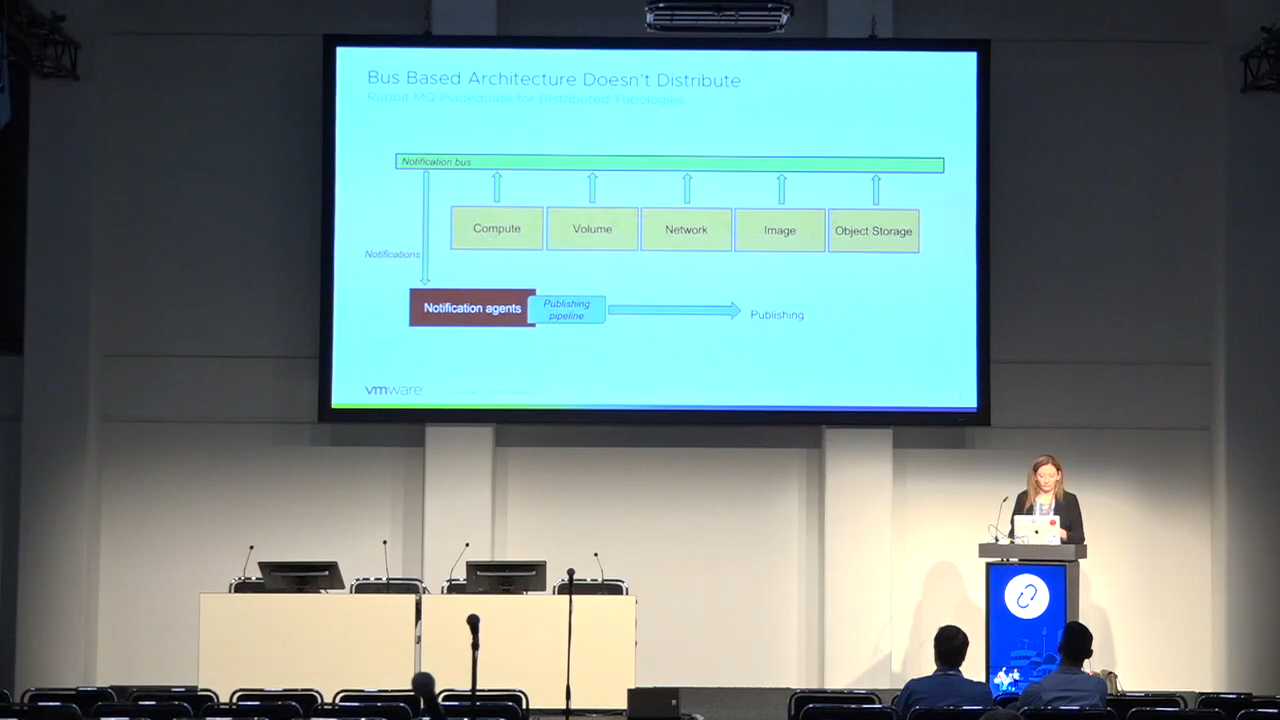 Bus Based Architecture Doesn't Distribute
Rabbit MQ Inadequate for Distributed Topologies
Notification bus
Compute
Volume
Network
Image
Object Storage
Notifications
Notification agents
Publishing
pipeline
Publishing
vmware